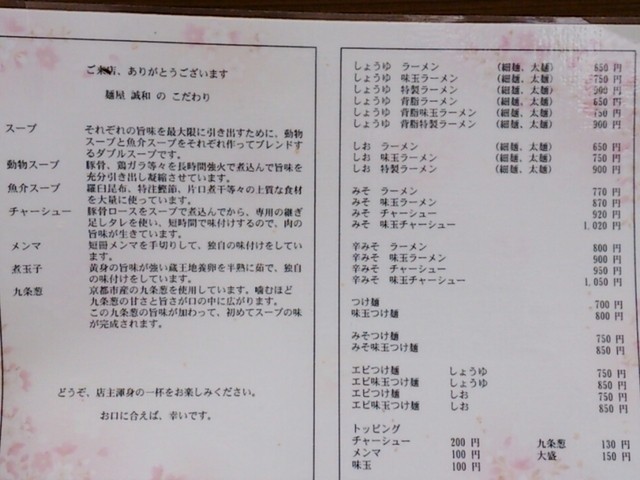 ご来店、ありがとうございます
麺屋 誠和 の こだわり
スープ それぞれの旨味を最大限に引き出すために、動物
スープと魚介スープをそれぞれ作ってブレンドす
るダブルスープです。
動物スープ 豚骨、鶏ガラ等々を長時間強火で煮込んで旨味を
充分引き出し凝縮させています。
魚介スープ 羅臼昆布、特注鰹節、片口煮干等々の上質な食材
を大量に使っています。
チャーシュー 豚骨ロースをスープで煮込んでから、専用の継ぎ
足しタレを使い、短時間で味付けするので、肉の
旨味が生きています。
メンマ 短冊メンマを手切りして、独自の味付けをしてい
ます。
煮玉子 黄身の旨味が強い蔵王地養卵を半熟に茹で、独自
の味付けをしています。
九条葱 京都市産の九条葱を使用しています。噛むほど
九条葱の甘さと旨さが口の中に広がります。
この九条葱の旨味が加わって、初めてスープの味
が完成されます。
どうぞ、店主渾身の一杯をお楽しみください。
お口に合えば、幸いです。
しょうゆ ラーメン (細麺、太麺) 650 円
しょうゆ 味玉ラーメン (細麺、太麺) 750 円
しょうゆ 特製ラーメン (細麺、太麺) 900 円
しょうゆ 背脂ラーメン (細麺、太麺) 650 円
しょうゆ 背脂味玉ラーメン (細麺、太麺) 750 円
しょうゆ 背脂特製ラーメン (細麺、太麺) 900 円
しお ラーメン (細麺、太麺) 650 円
しお 味玉ラーメン (細麺、太麺) 750 円
しお 特製ラーメン (細麺、太麺) 900 円
みそ ラーメン 770 円
みそ 味玉ラーメン 870 円
みそ チャーシュー 920 円
みそ 味玉チャーシュー 1,020 円
辛みそ ラーメン 800 円
辛みそ 味玉ラーメン 900 円
辛みそ チャーシュー 950 円
辛みそ 味玉チャーシュー 1,050 円
つけ麺 700 円
味玉つけ麺 800 円
みそつけ麺 750 円
みそ味玉つけ麺 850 円
エビつけ麺 しょうゆ 750 円
エビ味玉つけ麺 しょうゆ 850 円
エビつけ麺 しお 750 円
エビ味玉つけ麺 しお 850 円
トッピング
チャーシュー 200 円 九条葱 130 円
メンマ 100 円 大盛 150 円
味玉 100 円